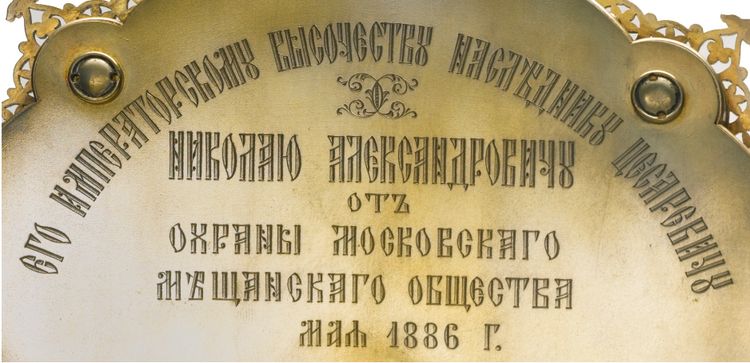 ЕГО ИМПЕРАТОРСКОМУ ВЫСОЧЕСТВУ НАСЛѢДНИКУ ЦЕСАРЕВИЧУ
НИКОЛАЮ АЛЕКСАНДРОВИЧУ
ОТЪ
ОХРАНЫ МОСКОВСКАГО
МѢЩАНСКАГО ОБЩЕСТВА
МАЯ 1886 Г.